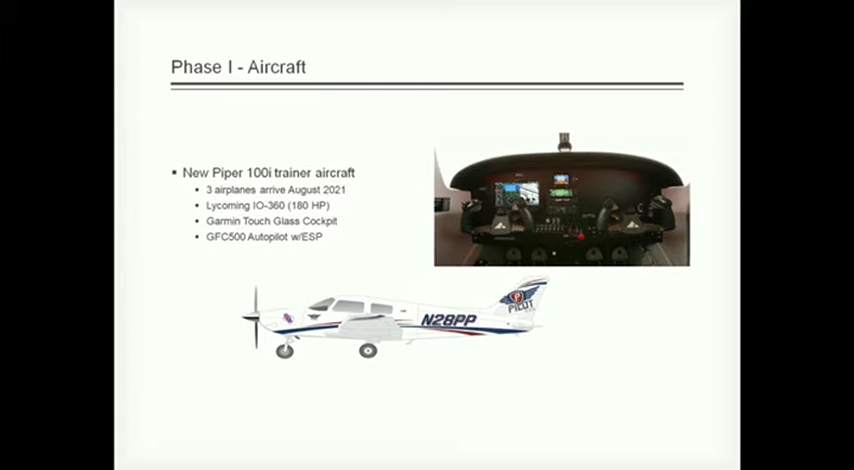 Phase I - Aircraft
New Piper 100i trainer aircraft
3 airplanes arrive August 2021
Lycoming IO-360 (180 HP)
Garmin Touch Glass Cockpit
GFC500 Autopilot w/ESP
PILOT
N28PP